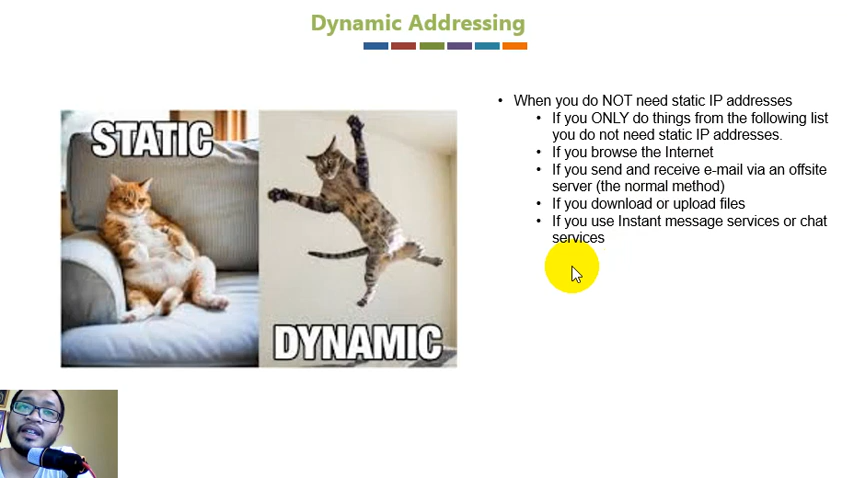 Dynamic Addressing
STATIC
DYNAMIC
• When you do NOT need static IP addresses
• If you ONLY do things from the following list
you do not need static IP addresses.
• If you browse the Internet
• If you send and receive e-mail via an offsite
server (the normal method)
• If you download or upload files
• If you use Instant message services or chat
services